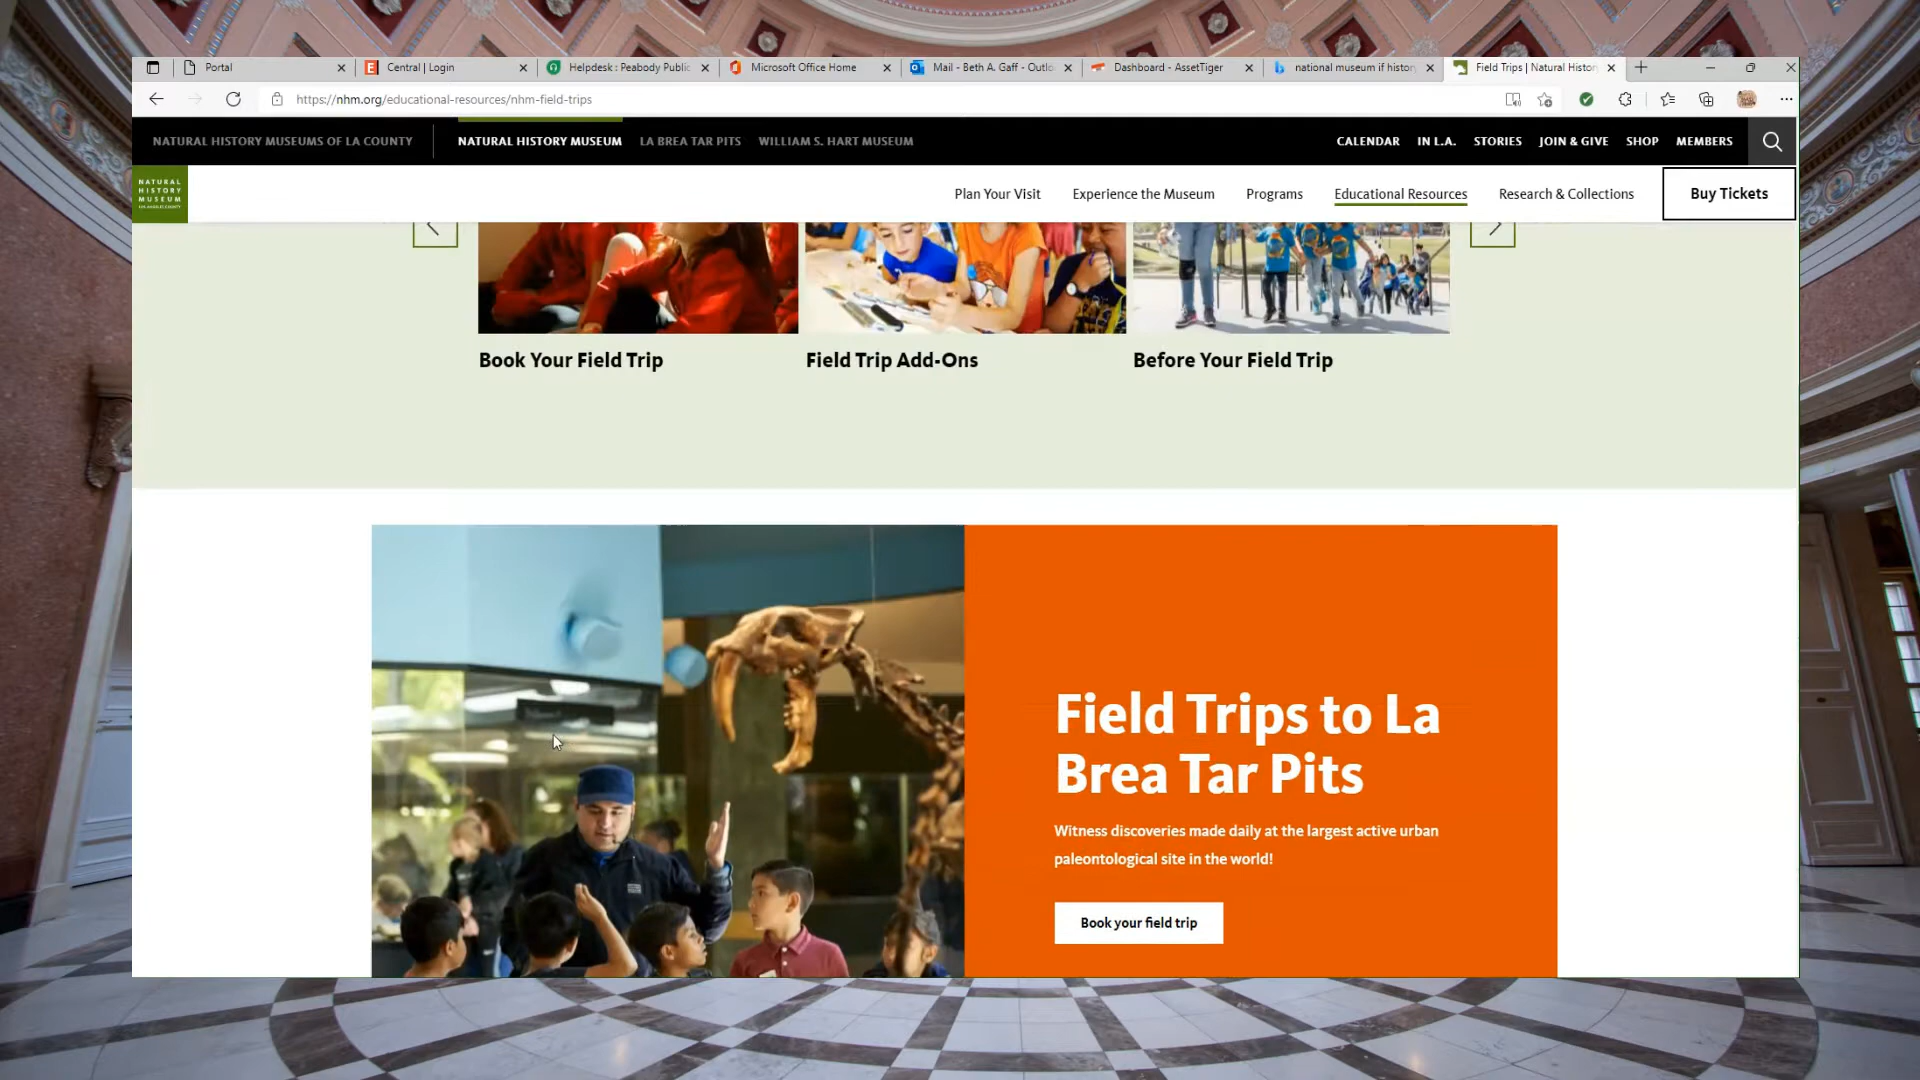 Portal
Central | Login
Helpdesk : Peabody Public
Microsoft Office Home
Mail - Beth A. Gaff - Outlo
Dashboard - AssetTiger
national museum if histor
Field Trips | Natural Histor
https://nhm.org/educational-resources/nhm-field-trips
NATURAL HISTORY MUSEUMS OF LA COUNTY
NATURAL HISTORY MUSEUM
LA BREA TAR PITS
WILLIAM S. HART MUSEUM
CALENDAR
IN L.A.
STORIES
JOIN & GIVE
SHOP
MEMBERS
NATURAL
HISTORY
MUSEUM
LOS ANGELES COUNTY
Plan Your Visit
Experience the Museum
Programs
Educational Resources
Research & Collections
Buy Tickets
Book Your Field Trip
Field Trip Add-Ons
Before Your Field Trip
Field Trips to La
Brea Tar Pits
Witness discoveries made daily at the largest active urban
paleontological site in the world!
Book your field trip